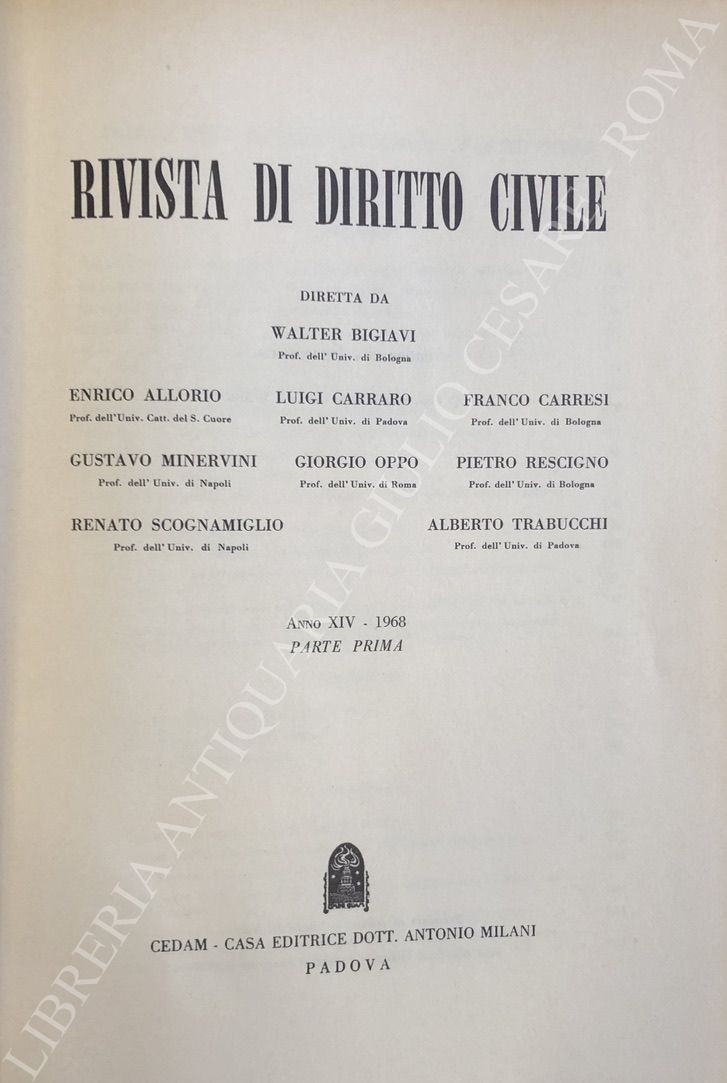 RIVISTA DI DIRITTO CIVILE
DIRETTA DA
WALTER BIGIAVI
Prof. dell' Univ. di Bologna
ENRICO ALLORIO LUIGI CARRARO FRANCO CARRESI
Prof. dell'Univ. Catt. del S. Cuore Prof. dell' Univ. di Padova Prof. dell' Univ. di Bologna
GUSTAVO MINERVINI GIORGIO OPPO PIETRO RESCIGNO
Prof. dell' Univ. di Napoli Prof. dell' Univ. di Roma Prof. dell' Univ. di Bologna
RENATO SCOGNAMIGLIO ALBERTO TRABUCCHI
Prof. dell' Univ. di Napoli Prof. dell' Univ. di Padova
ANNO XIV - 1968
PARTE PRIMA
CEDAM - CASA EDITRICE DOTT. ANTONIO MILANI
PADOVA
LIBRERIA ANTIQUARIA GIULIO CESARE - ROMA